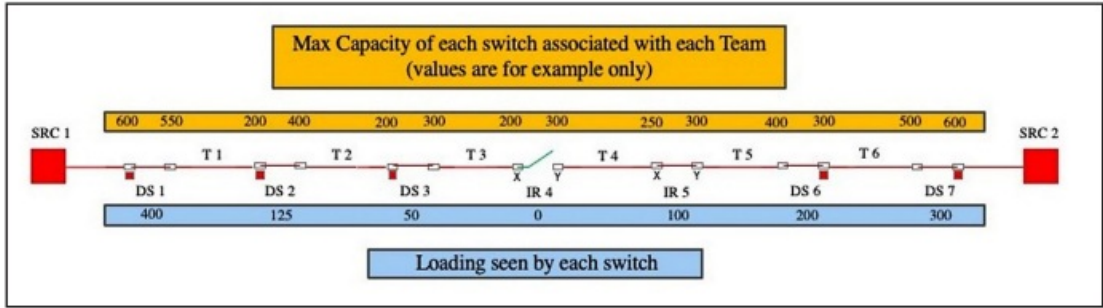 Max Capacity of each switch associated with each Team
(values are for example only)
600 550 200 400 200 300 200 300 250 300 400 300 500 600
SRC 1 SRC 2
T 1 T 2 T 3 T 4 T 5 T 6
X Y X Y
DS 1 DS 2 DS 3 IR 4 IR 5 DS 6 DS 7
400 125 50 0 100 200 300
Loading seen by each switch